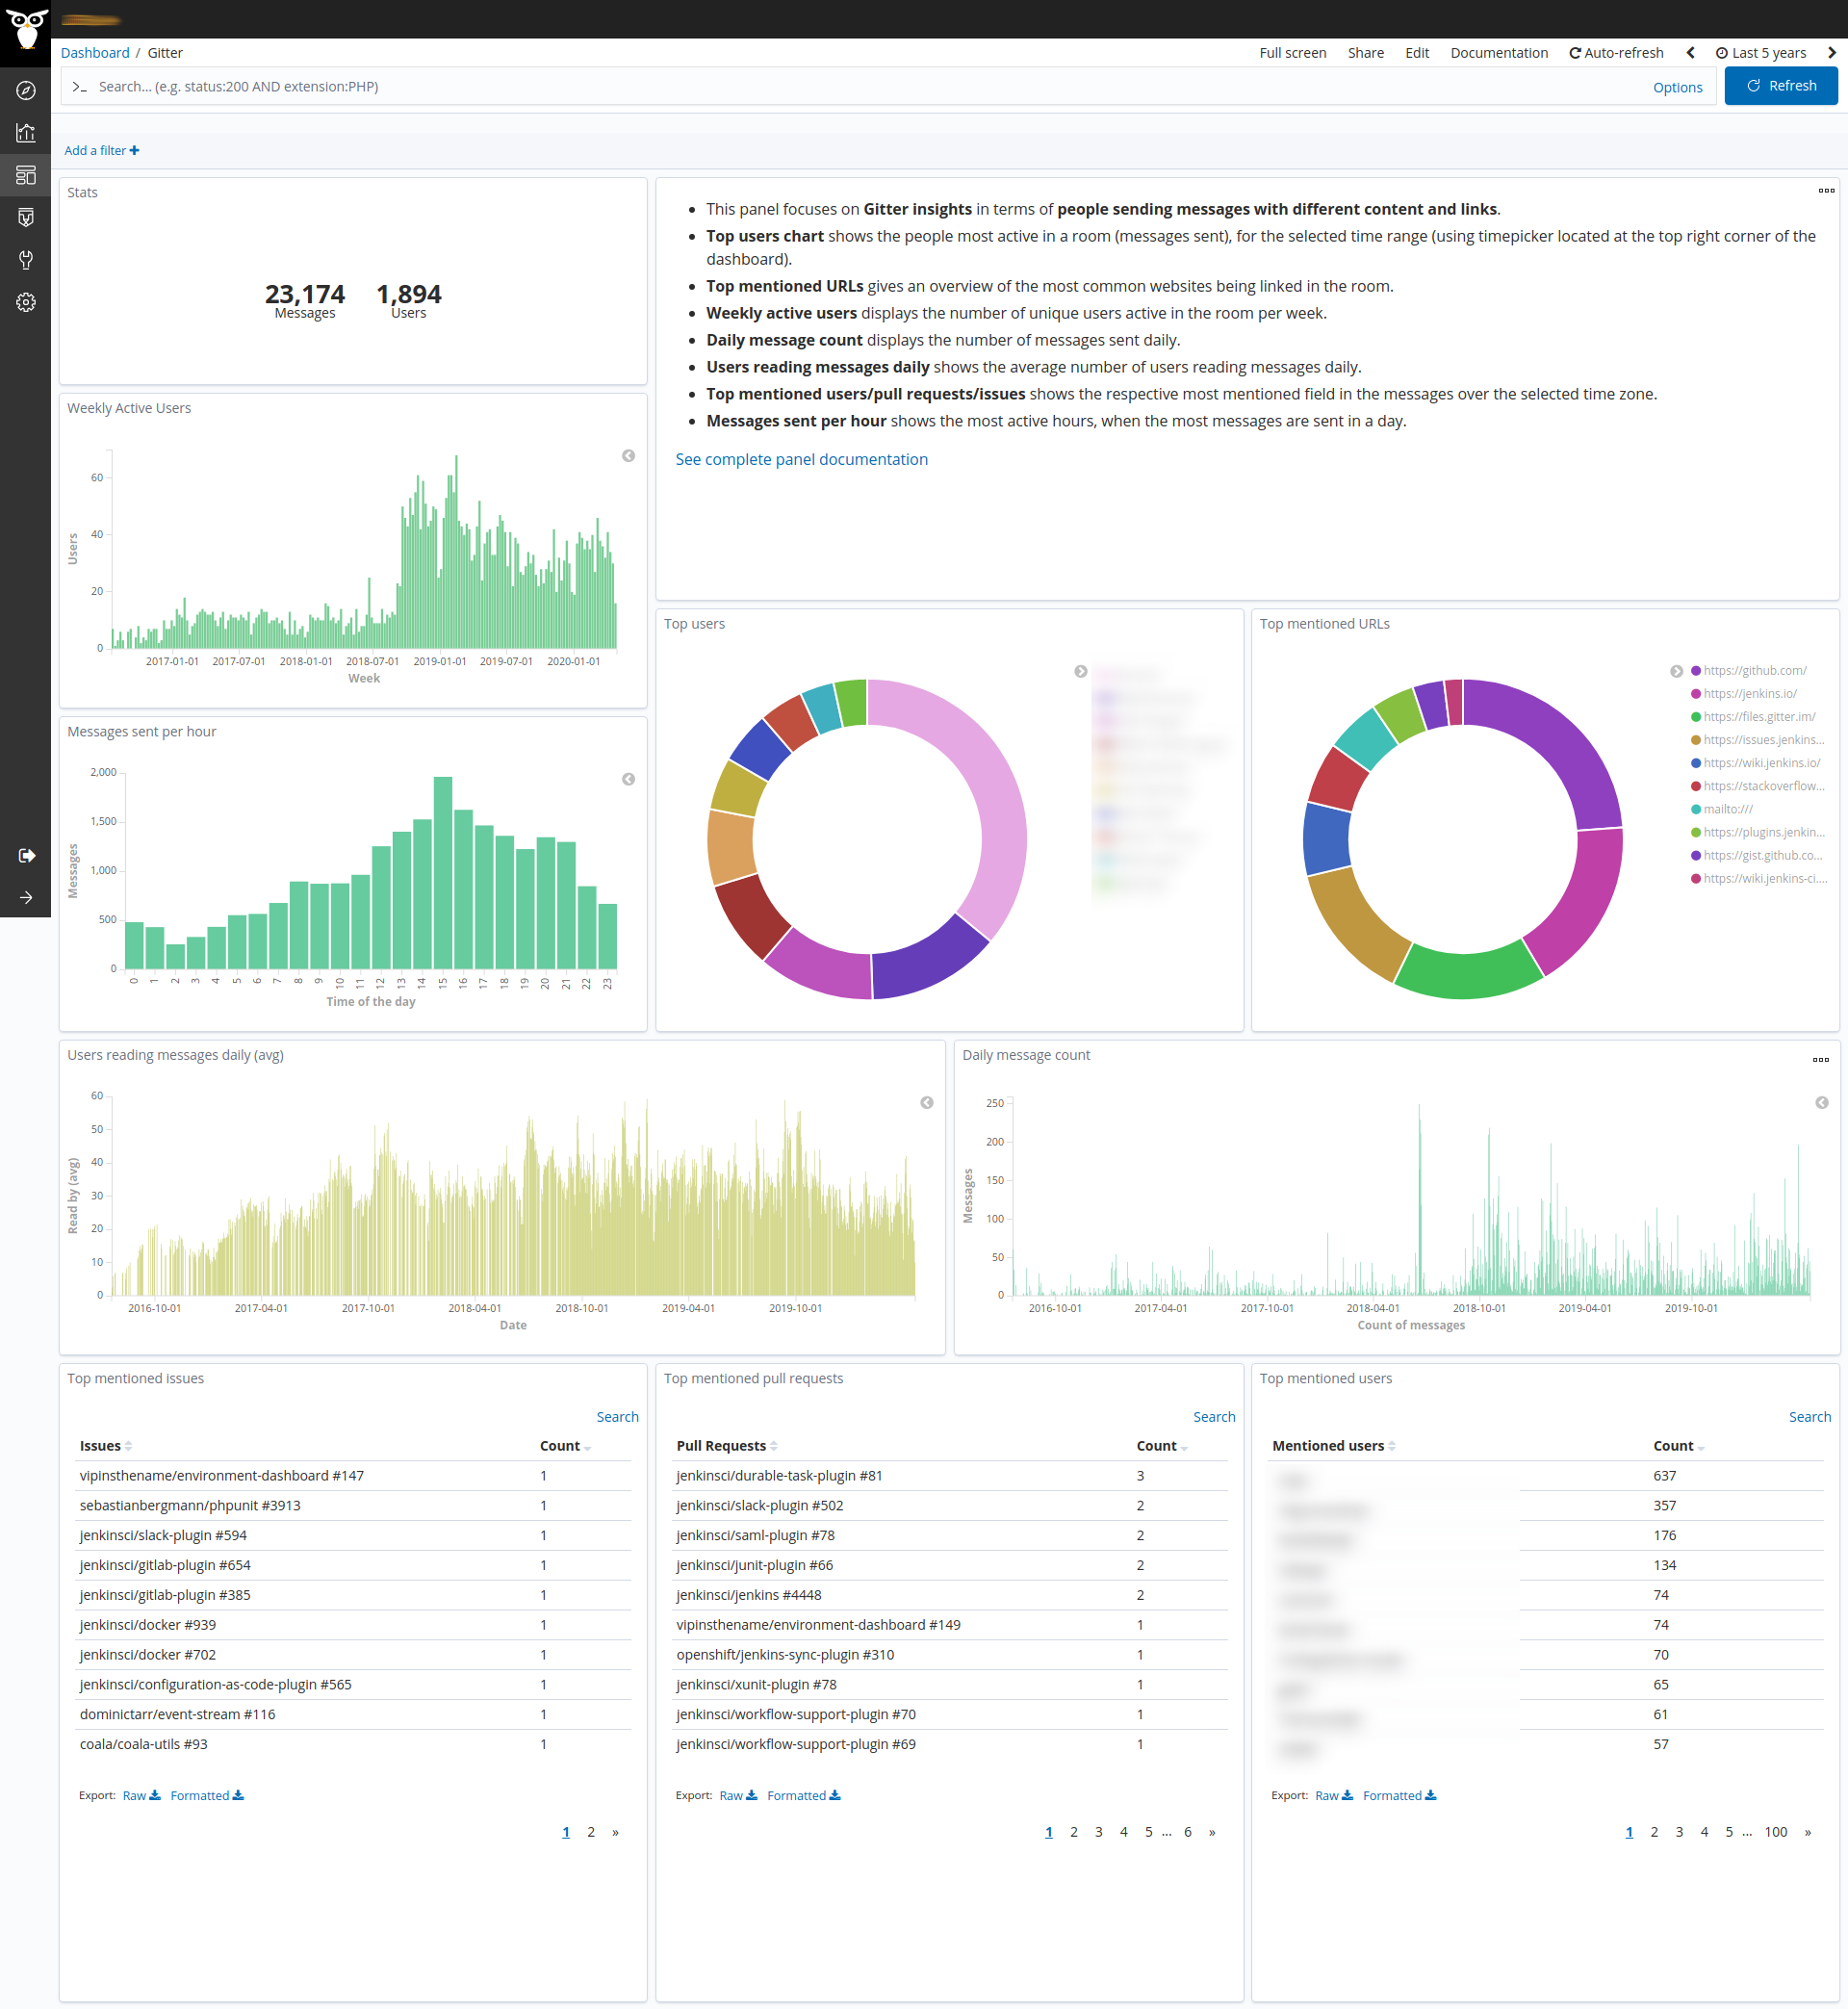 Dashboard / Gitter
Full screen Share Edit Documentation Auto-refresh Last 5 years
>_ Search... (e.g. status:200 AND extension:PHP)
Options
Refresh
Add a filter
Stats
23,174 1,894
Messages Users
This panel focuses on Gitter insights in terms of people sending messages with different content and links.
Top users chart shows the people most active in a room (messages sent), for the selected time range (using timepicker located at the top right corner of the
dashboard).
Top mentioned URLs gives an overview of the most common websites being linked in the room.
Weekly active users displays the number of unique users active in the room per week.
Daily message count displays the number of messages sent daily.
Users reading messages daily shows the average number of users reading messages daily.
Top mentioned users/pull requests/issues shows the respective most mentioned field in the messages over the selected time zone.
Messages sent per hour shows the most active hours, when the most messages are sent in a day.
See complete panel documentation
Weekly Active Users
60
40
20
0
Users
2017-01-01 2017-07-01 2018-01-01 2018-07-01 2019-01-01 2019-07-01 2020-01-01
Week
Messages sent per hour
2,000
1,500
1,000
500
0
Messages
0 1 2 3 4 5 6 7 8 9 10 11 12 13 14 15 16 17 18 19 20 21 22 23
Time of the day
Top users
Top mentioned URLs
https://github.com/
https://jenkins.io/
https://files.gitter.im/
https://issues.jenkins...
https://wiki.jenkins.io/
https://stackoverflow...
mailto:///
https://plugins.jenkin...
https://gist.github.co...
https://wiki.jenkins-ci....
Users reading messages daily (avg)
60
50
40
30
20
10
0
Read by (avg)
2016-10-01 2017-04-01 2017-10-01 2018-04-01 2018-10-01 2019-04-01 2019-10-01
Date
Daily message count
250
200
150
100
50
0
Messages
2016-10-01 2017-04-01 2017-10-01 2018-04-01 2018-10-01 2019-04-01 2019-10-01
Count of messages
Top mentioned issues
Search
Issues Count
vipinsthename/environment-dashboard #147 1
sebastianbergmann/phpunit #3913 1
jenkinsci/slack-plugin #594 1
jenkinsci/gitlab-plugin #654 1
jenkinsci/gitlab-plugin #385 1
jenkinsci/docker #939 1
jenkinsci/docker #702 1
jenkinsci/configuration-as-code-plugin #565 1
dominictarr/event-stream #116 1
coala/coala-utils #93 1
Export: Raw Formatted
1 2 »
Top mentioned pull requests
Search
Pull Requests Count
jenkinsci/durable-task-plugin #81 3
jenkinsci/slack-plugin #502 2
jenkinsci/saml-plugin #78 2
jenkinsci/junit-plugin #66 2
jenkinsci/jenkins #4448 2
vipinsthename/environment-dashboard #149 1
openshift/jenkins-sync-plugin #310 1
jenkinsci/xunit-plugin #78 1
jenkinsci/workflow-support-plugin #70 1
jenkinsci/workflow-support-plugin #69 1
Export: Raw Formatted
1 2 3 4 5 ... 6 »
Top mentioned users
Search
Mentioned users Count
637
357
176
134
74
74
70
65
61
57
Export: Raw Formatted
1 2 3 4 5 ... 100 »